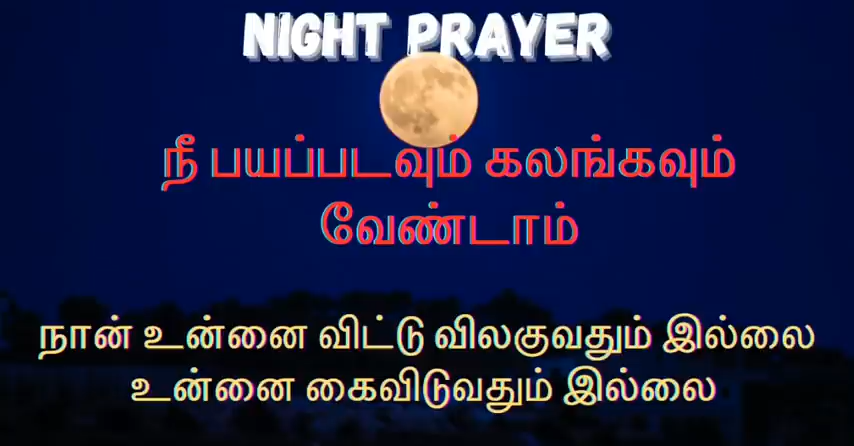 NIGHT PRAYER
நீ பயப்படவும் கலங்கவும்
வேண்டாம்
நான் உன்னை விட்டு விலகுவதும் இல்லை
உன்னை கைவிடுவதும் இல்லை